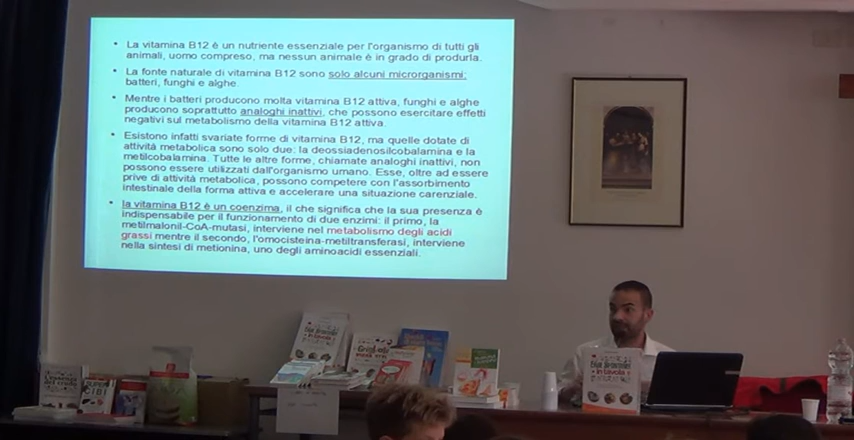 • La vitamina B12 è un nutriente essenziale per l'organismo di tutti gli
animali, uomo compreso, ma nessun animale è in grado di produrla.
• La fonte naturale di vitamina B12 sono solo alcuni microrganismi:
batteri, funghi e alghe.
• Mentre i batteri producono molta vitamina B12 attiva, funghi e alghe
producono soprattutto analoghi inattivi, che possono esercitare effetti
negativi sul metabolismo della vitamina B12 attiva.
• Esistono infatti svariate forme di vitamina B12, ma quelle dotate di
attività metabolica sono solo due: la deossiadenosilcobalamina e la
metilcobalamina. Tutte le altre forme, chiamate analoghi inattivi, non
possono essere utilizzati dall'organismo umano. Esse, oltre ad essere
prive di attività metabolica, possono competere con l'assorbimento
intestinale della forma attiva e accelerare una situazione carenziale.
• la vitamina B12 è un coenzima, il che significa che la sua presenza è
indispensabile per il funzionamento di due enzimi: il primo, la
metilmalonil-CoA-mutasi, interviene nel metabolismo degli acidi
grassi mentre il secondo, l'omocisteina-metiltransferasi, interviene
nella sintesi di metionina, uno degli aminoacidi essenziali.
in tavola